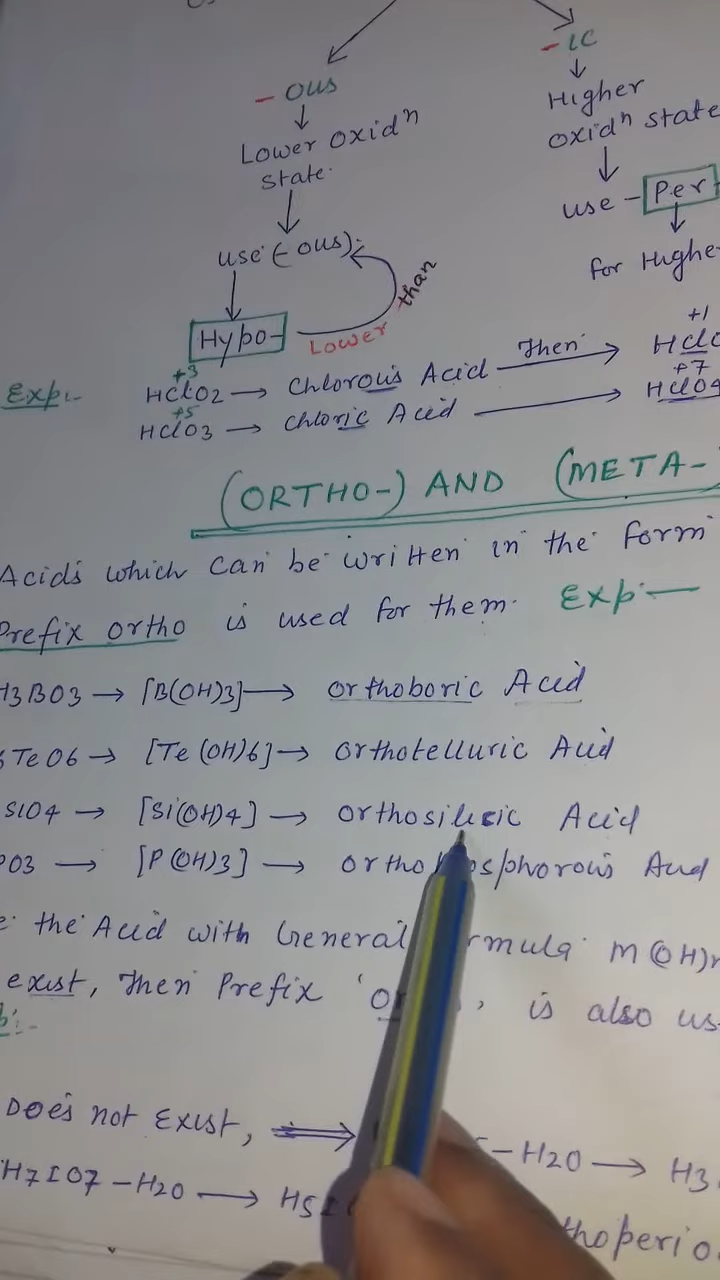 - ous
- ic
Lower oxidⁿ
state.
Higher
oxidⁿ state
use (-ous).
use - Per
for Highe
Hypo-
Lower than
Exp:-
+3
HClO2 → Chlorous Acid Then →
+1
HClO
+5
HClO3 → chloric Acid →
+7
HClO4
(ORTHO-) AND (META-
Acids which can be written in the form
Prefix ortho is used for them. Exp:-
H3BO3 → [B(OH)3] → orthoboric Acid
TeO6 → [Te(OH)6] → orthotelluric Acid
SiO4 → [Si(OH)4] → orthosilicic Acid
PO3 → [P(OH)3] → Acid
the Acid with General M(OH)n
exist, Then Prefix is also us
Does not Exist, ⟹ -H2O → H3
H7IO7 - H2O → H5I
thoperio